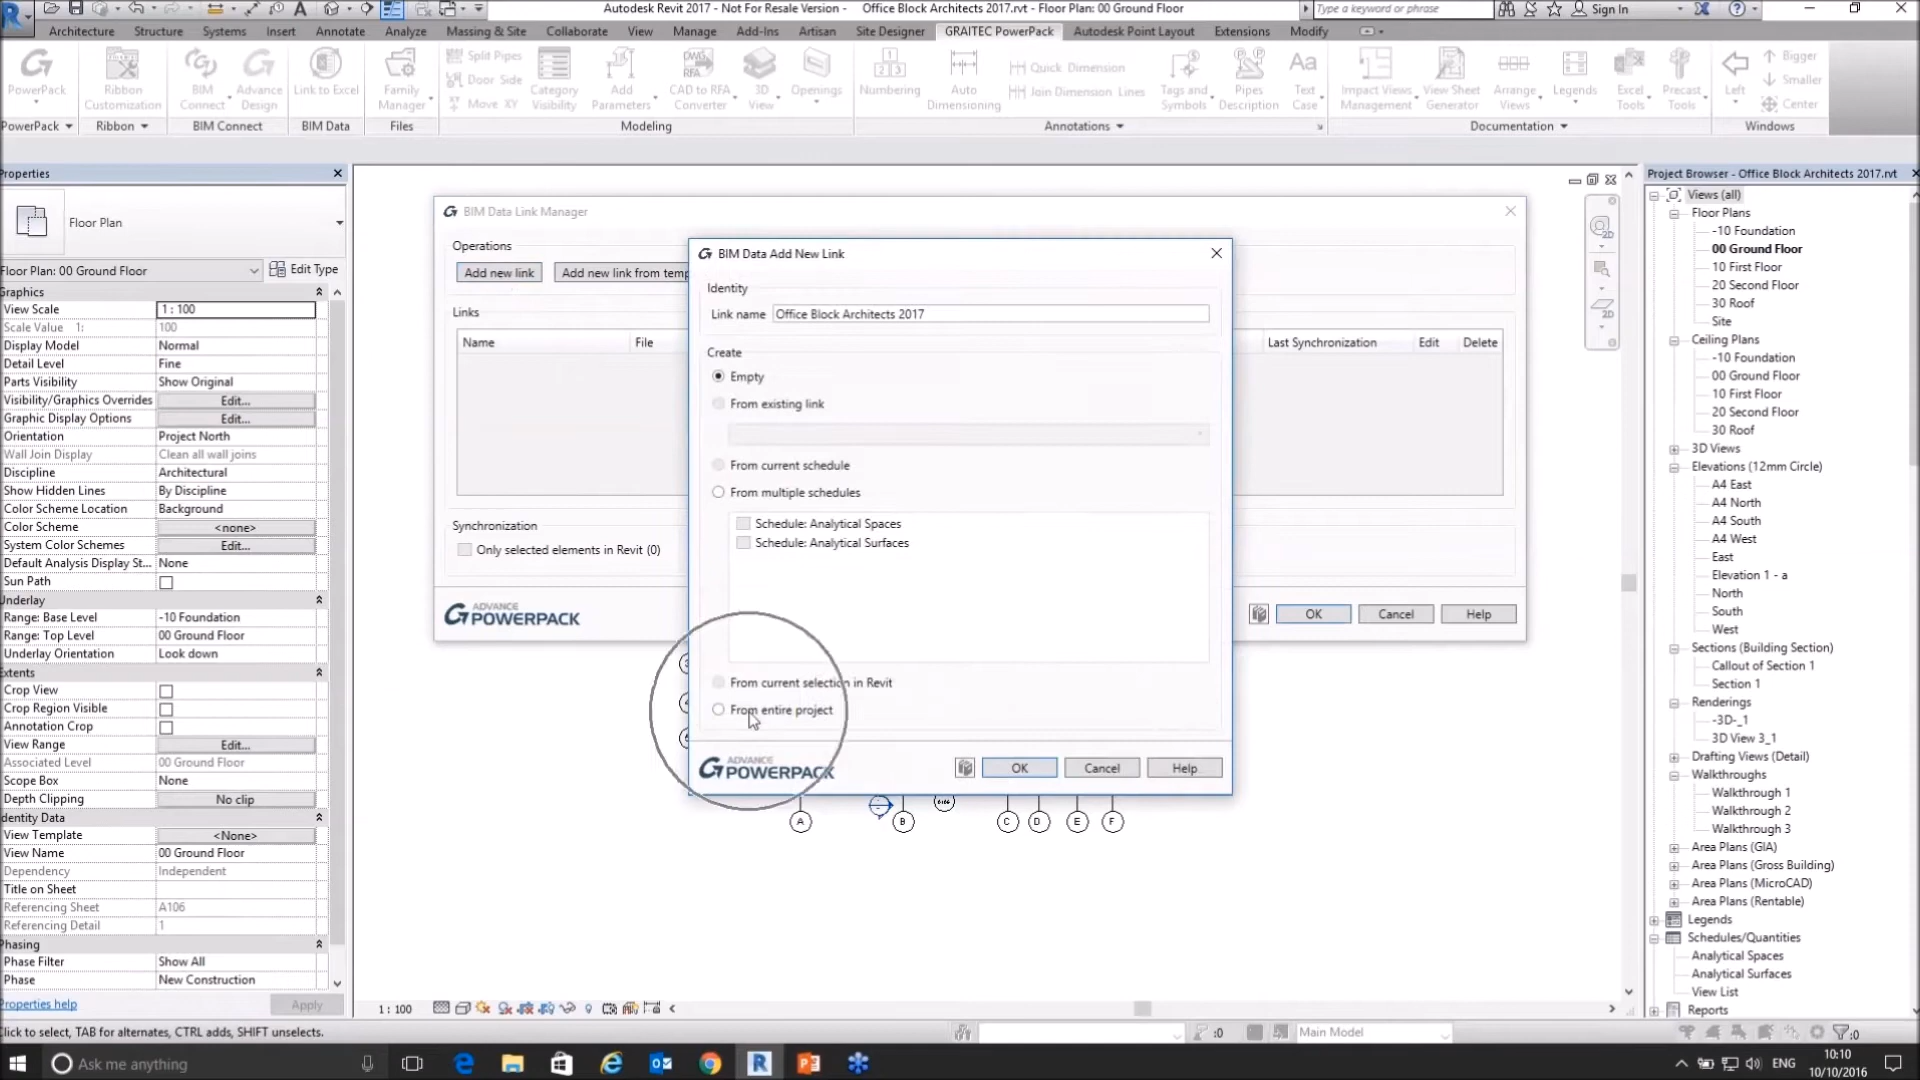 Autodesk Revit 2017 - Not For Resale Version - Office Block Architects 2017.rvt - Floor Plan: 00 Ground Floor
Type a keyword or phrase
Sign In
Architecture Structure Systems Insert Annotate Analyze Massing & Site Collaborate View Manage Add-Ins Artisan Site Designer GRAITEC PowerPack Autodesk Point Layout Extensions Modify
PowerPack
Ribbon Customization
BIM Connect
Advance Design
Link to Excel
Family Manager
Split Pipes
Door Side
Move XY
Category Visibility
Add Parameters
CAD to RFA Converter
3D View
Openings
Numbering
Auto Dimensioning
Quick Dimension
Join Dimension Lines
Tags and Symbols
Pipes Description
Text Case
Impact Views Management
View Sheet Generator
Arrange Views
Legends
Excel Tools
Precast Tools
Left
Bigger
Smaller
Center
PowerPack Ribbon BIM Connect BIM Data Files Modeling Annotations Documentation Windows
Properties
Floor Plan
Floor Plan: 00 Ground Floor Edit Type
Graphics
View Scale 1 : 100
Scale Value 1: 100
Display Model Normal
Detail Level Fine
Parts Visibility Show Original
Visibility/Graphics Overrides Edit...
Graphic Display Options Edit...
Orientation Project North
Wall Join Display Clean all wall joins
Discipline Architectural
Show Hidden Lines By Discipline
Color Scheme Location Background
Color Scheme <none>
System Color Schemes Edit...
Default Analysis Display St... None
Sun Path
Underlay
Range: Base Level -10 Foundation
Range: Top Level 00 Ground Floor
Underlay Orientation Look down
Extents
Crop View
Crop Region Visible
Annotation Crop
View Range Edit...
Associated Level 00 Ground Floor
Scope Box None
Depth Clipping No clip
Identity Data
View Template <None>
View Name 00 Ground Floor
Dependency Independent
Title on Sheet
Referencing Sheet A106
Referencing Detail 1
Phasing
Phase Filter Show All
Phase New Construction
Properties help Apply
BIM Data Link Manager
Operations
Add new link Add new link from temp
Links
Name File Last Synchronization Edit Delete
Synchronization
Only selected elements in Revit (0)
ADVANCE POWERPACK
OK Cancel Help
BIM Data Add New Link
Identity
Link name Office Block Architects 2017
Create
Empty
From existing link
From current schedule
From multiple schedules
Schedule: Analytical Spaces
Schedule: Analytical Surfaces
From current selection in Revit
From entire project
ADVANCE POWERPACK
OK Cancel Help
A B C D E F
Project Browser - Office Block Architects 2017.rvt
Views (all)
Floor Plans
-10 Foundation
00 Ground Floor
10 First Floor
20 Second Floor
30 Roof
Site
Ceiling Plans
-10 Foundation
00 Ground Floor
10 First Floor
20 Second Floor
30 Roof
3D Views
Elevations (12mm Circle)
A4 East
A4 North
A4 South
A4 West
East
Elevation 1 - a
North
South
West
Sections (Building Section)
Callout of Section 1
Section 1
Renderings
-3D-_1
3D View 3_1
Drafting Views (Detail)
Walkthroughs
Walkthrough 1
Walkthrough 2
Walkthrough 3
Area Plans (GIA)
Area Plans (Gross Building)
Area Plans (MicroCAD)
Area Plans (Rentable)
Legends
Schedules/Quantities
Analytical Spaces
Analytical Surfaces
View List
Reports
1 : 100
Click to select, TAB for alternates, CTRL adds, SHIFT unselects.
:0 Main Model :0
Ask me anything
ENG
10:10
10/10/2016